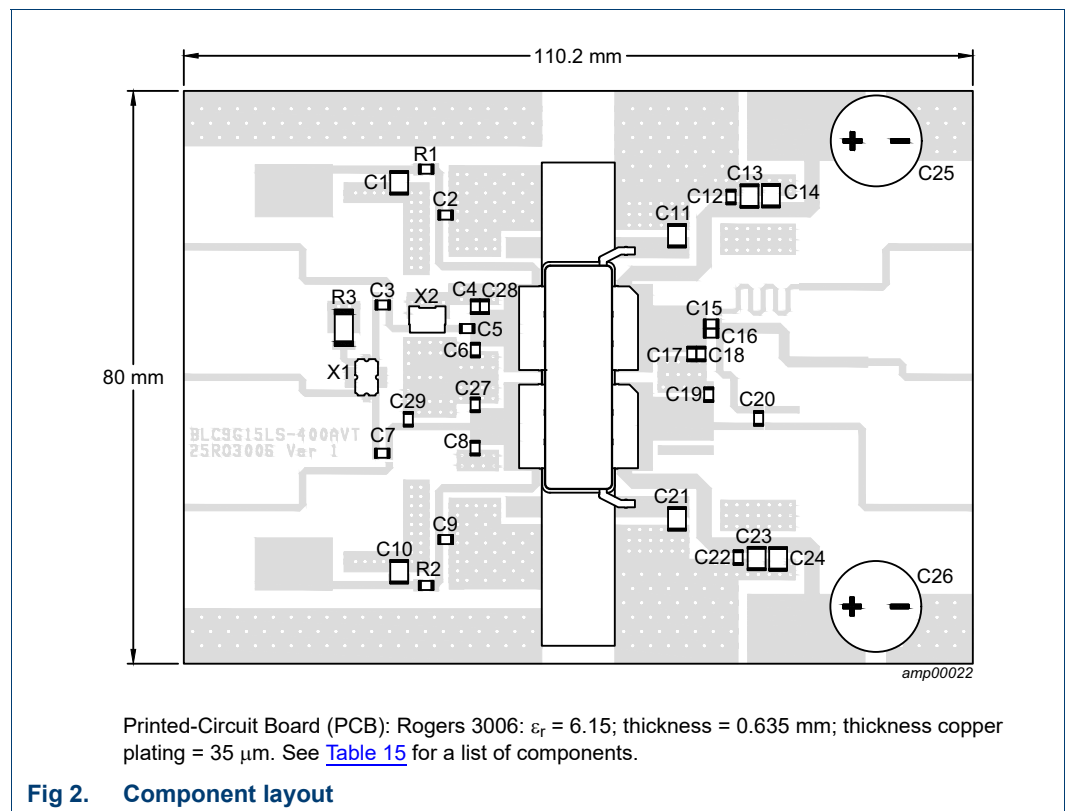 110.2 mm
80 mm
R1
C1
C2
C3
R3
X2
C4
C28
C5
C6
X1
C27
C29
C7
C8
BLC9G15LS-400AVT
25RO3006 Var 1
C9
C10
R2
C11
C12
C13
C14
C25
C15
C16
C17
C18
C19
C20
C21
C22
C23
C24
C26
amp00022
Printed-Circuit Board (PCB): Rogers 3006: εr = 6.15; thickness = 0.635 mm; thickness copper
plating = 35 μm. See Table 15 for a list of components.
Fig 2. Component layout